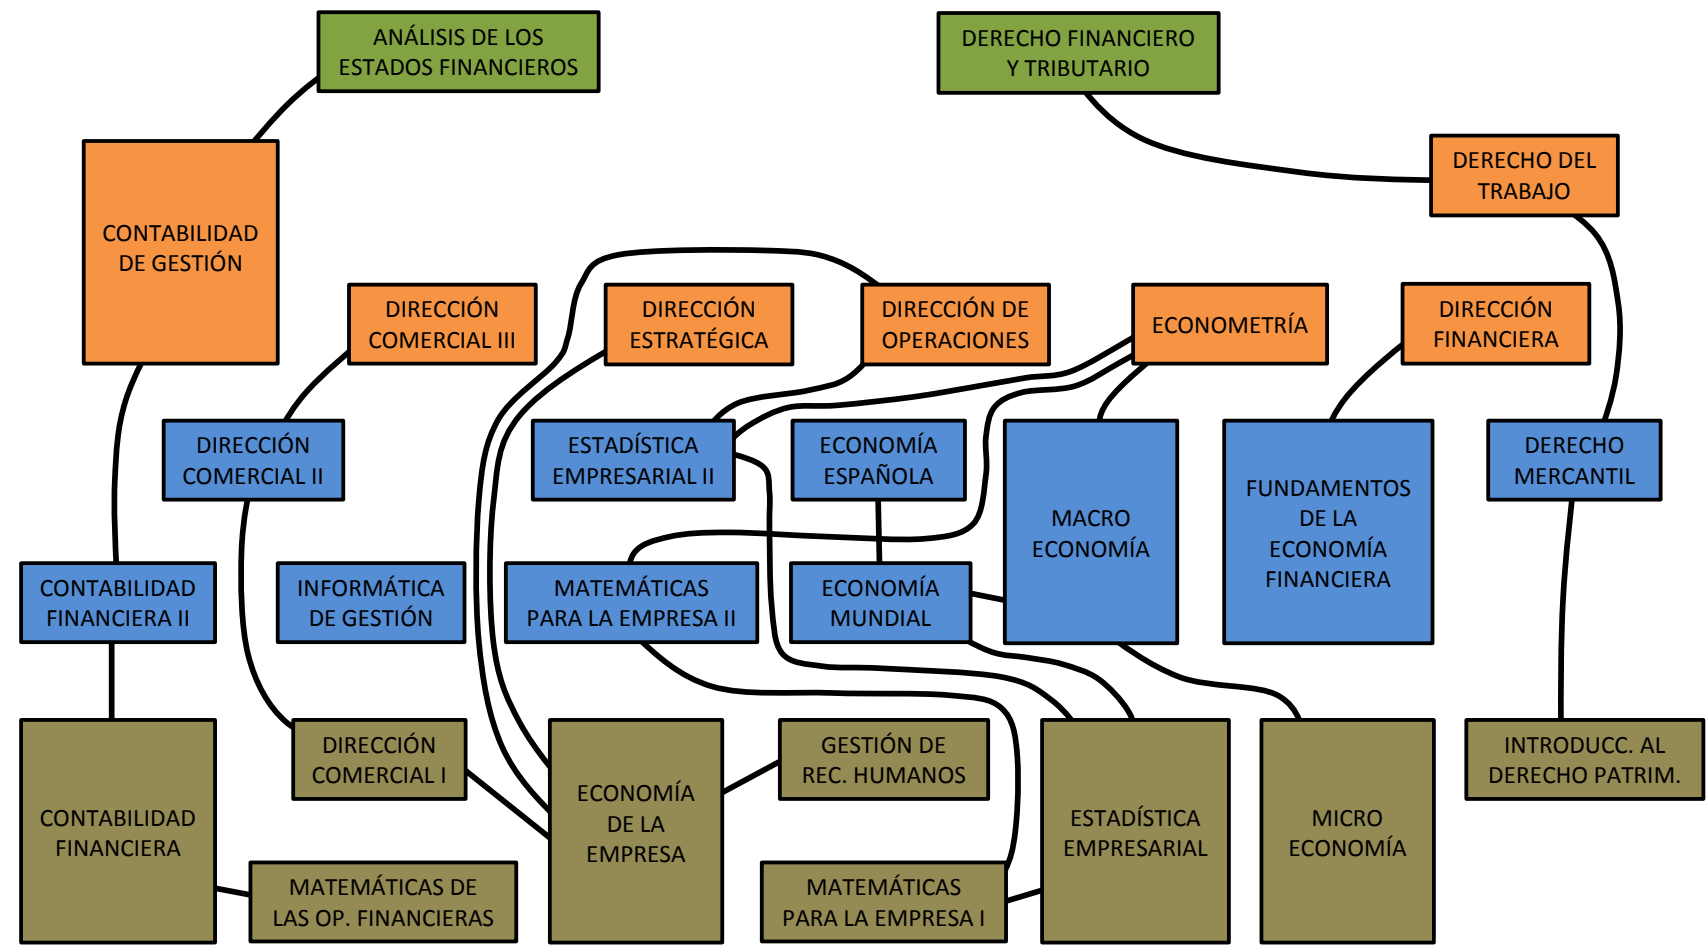 ANÁLISIS DE LOS
ESTADOS FINANCIEROS
DERECHO FINANCIERO
Y TRIBUTARIO
DERECHO DEL
TRABAJO
CONTABILIDAD
DE GESTIÓN
DIRECCIÓN
COMERCIAL III
DIRECCIÓN
ESTRATÉGICA
DIRECCIÓN DE
OPERACIONES
ECONOMETRÍA
DIRECCIÓN
FINANCIERA
DIRECCIÓN
COMERCIAL II
ESTADÍSTICA
EMPRESARIAL II
ECONOMÍA
ESPAÑOLA
MACRO
ECONOMÍA
FUNDAMENTOS
DE LA
ECONOMÍA
FINANCIERA
DERECHO
MERCANTIL
CONTABILIDAD
FINANCIERA II
INFORMÁTICA
DE GESTIÓN
MATEMÁTICAS
PARA LA EMPRESA II
ECONOMÍA
MUNDIAL
CONTABILIDAD
FINANCIERA
DIRECCIÓN
COMERCIAL I
ECONOMÍA
DE LA
EMPRESA
GESTIÓN DE
REC. HUMANOS
ESTADÍSTICA
EMPRESARIAL
MICRO
ECONOMÍA
INTRODUCC. AL
DERECHO PATRIM.
MATEMÁTICAS DE
LAS OP. FINANCIERAS
MATEMÁTICAS
PARA LA EMPRESA I